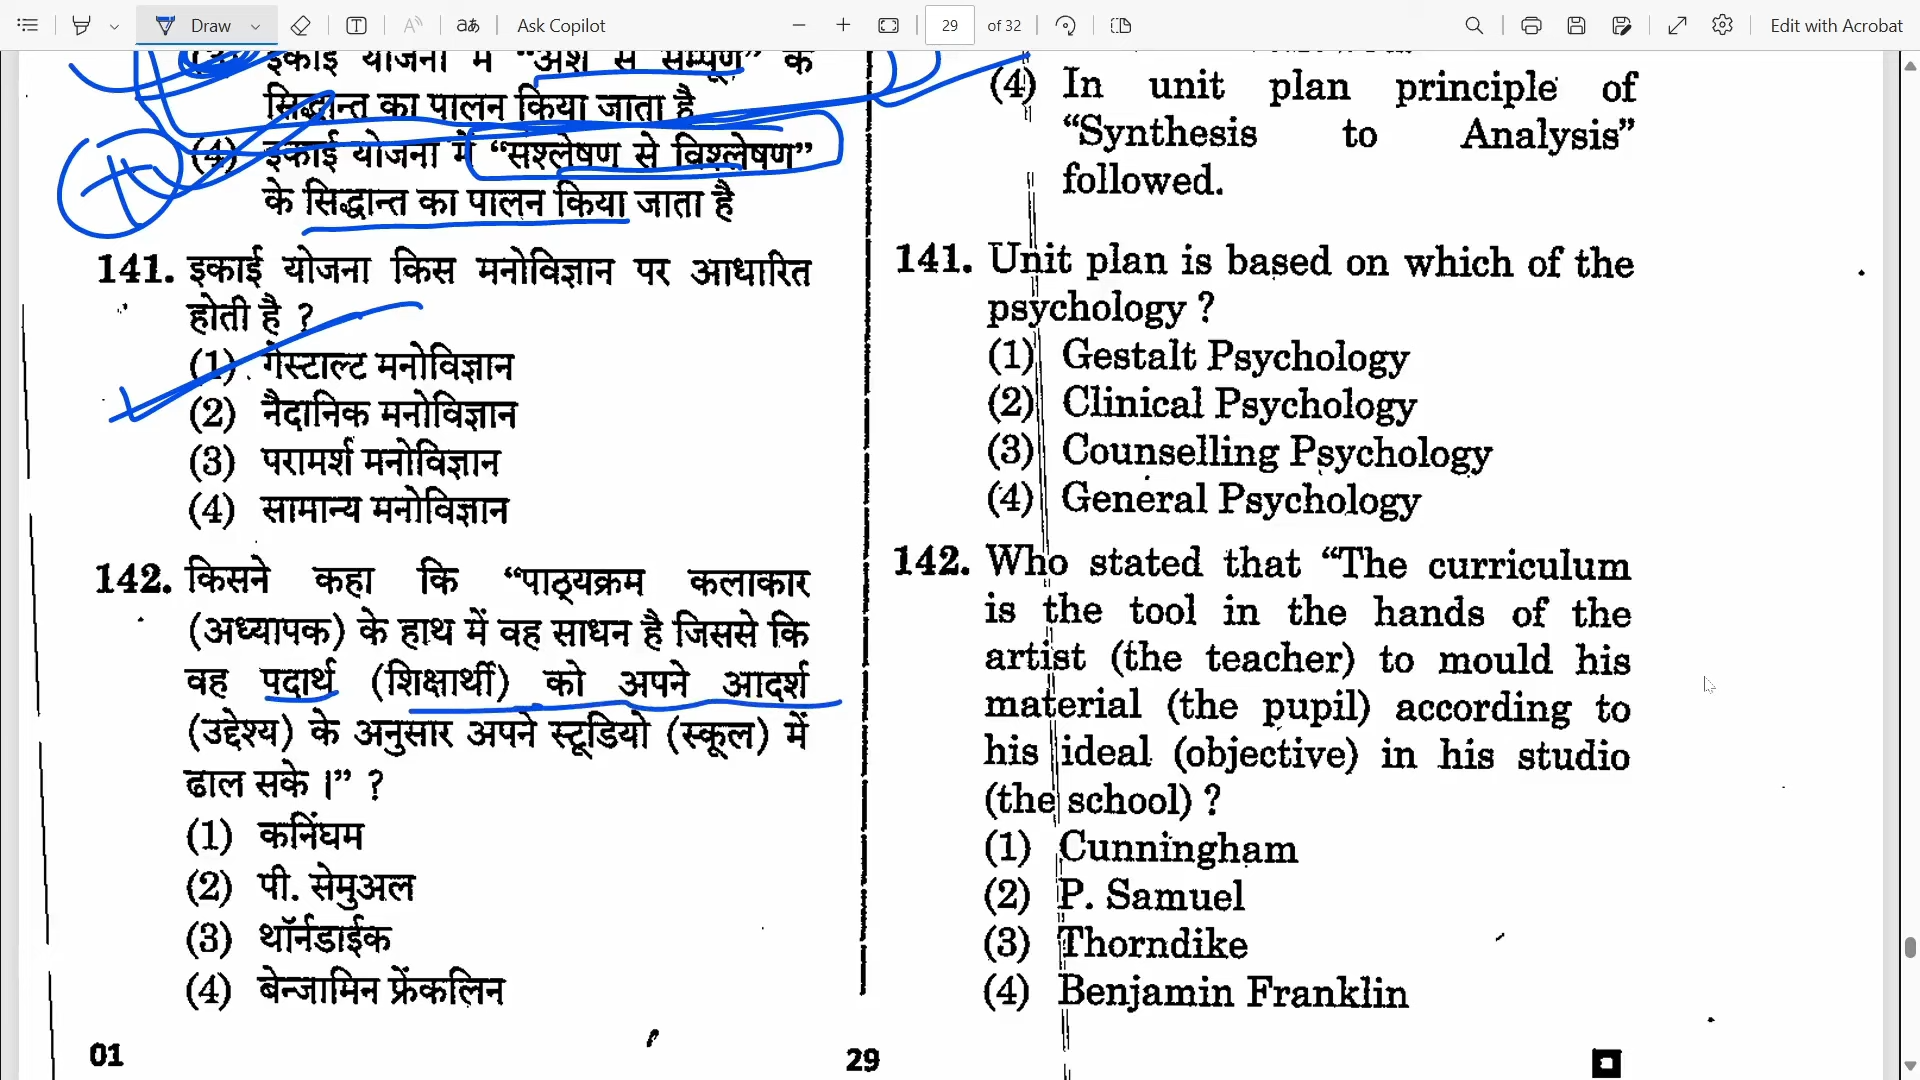 Draw
Ask Copilot
29 of 32
Edit with Acrobat
इकाई योजना में “अंश से सम्पूर्ण” के
सिद्धान्त का पालन किया जाता है
(4) इकाई योजना में “संश्लेषण से विश्लेषण”
के सिद्धान्त का पालन किया जाता है
141. इकाई योजना किस मनोविज्ञान पर आधारित
होती है ?
(1) गेस्टाल्ट मनोविज्ञान
(2) नैदानिक मनोविज्ञान
(3) परामर्श मनोविज्ञान
(4) सामान्य मनोविज्ञान
142. किसने कहा कि “पाठ्यक्रम कलाकार
(अध्यापक) के हाथ में वह साधन है जिससे कि
वह पदार्थ (शिक्षार्थी) को अपने आदर्श
(उद्देश्य) के अनुसार अपने स्टूडियो (स्कूल) में
ढाल सके ।” ?
(1) कनिंघम
(2) पी. सेमुअल
(3) थॉर्नडाईक
(4) बेन्जामिन फ्रेंकलिन
01
(4) In unit plan principle of
“Synthesis to Analysis”
followed.
141. Unit plan is based on which of the
psychology ?
(1) Gestalt Psychology
(2) Clinical Psychology
(3) Counselling Psychology
(4) General Psychology
142. Who stated that “The curriculum
is the tool in the hands of the
artist (the teacher) to mould his
material (the pupil) according to
his ideal (objective) in his studio
(the school) ?
(1) Cunningham
(2) P. Samuel
(3) Thorndike
(4) Benjamin Franklin
29